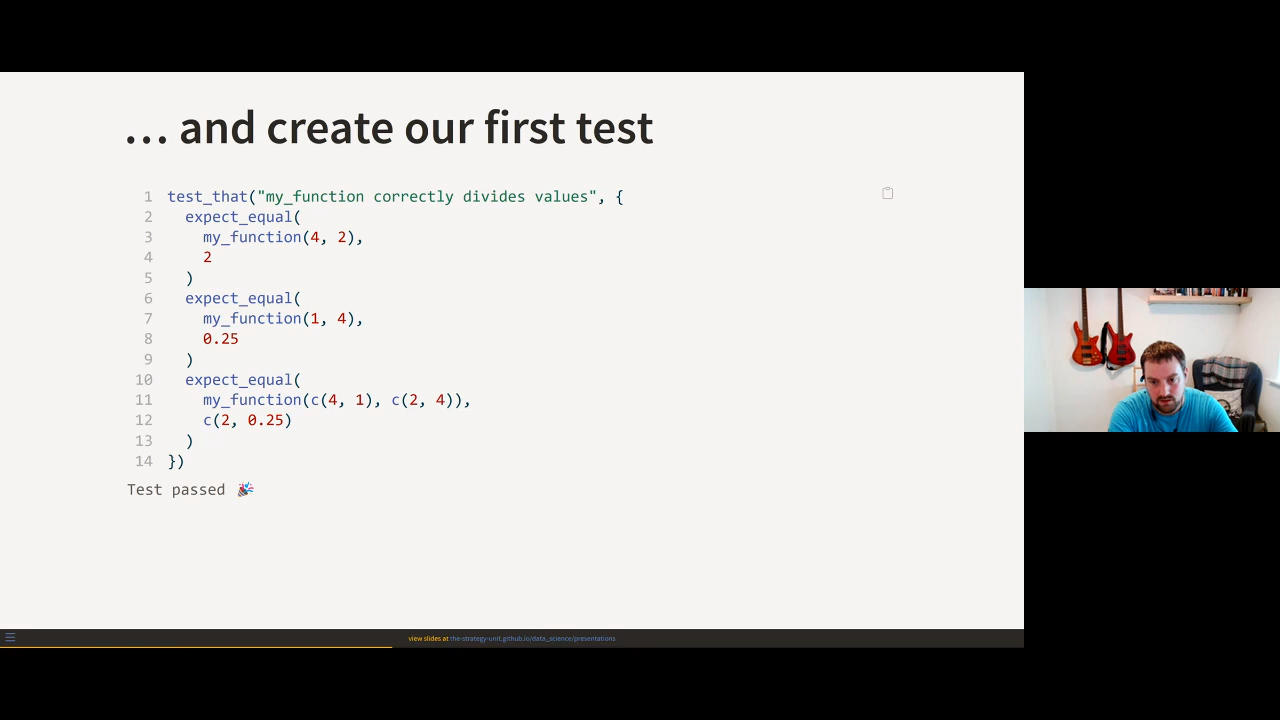 ... and create our first test
1 test_that("my_function correctly divides values", {
2 expect_equal(
3 my_function(4, 2),
4 2
5 )
6 expect_equal(
7 my_function(1, 4),
8 0.25
9 )
10 expect_equal(
11 my_function(c(4, 1), c(2, 4)),
12 c(2, 0.25)
13 )
14 })
Test passed 🎉
view slides at the-strategy-unit.github.io/data_science/presentations